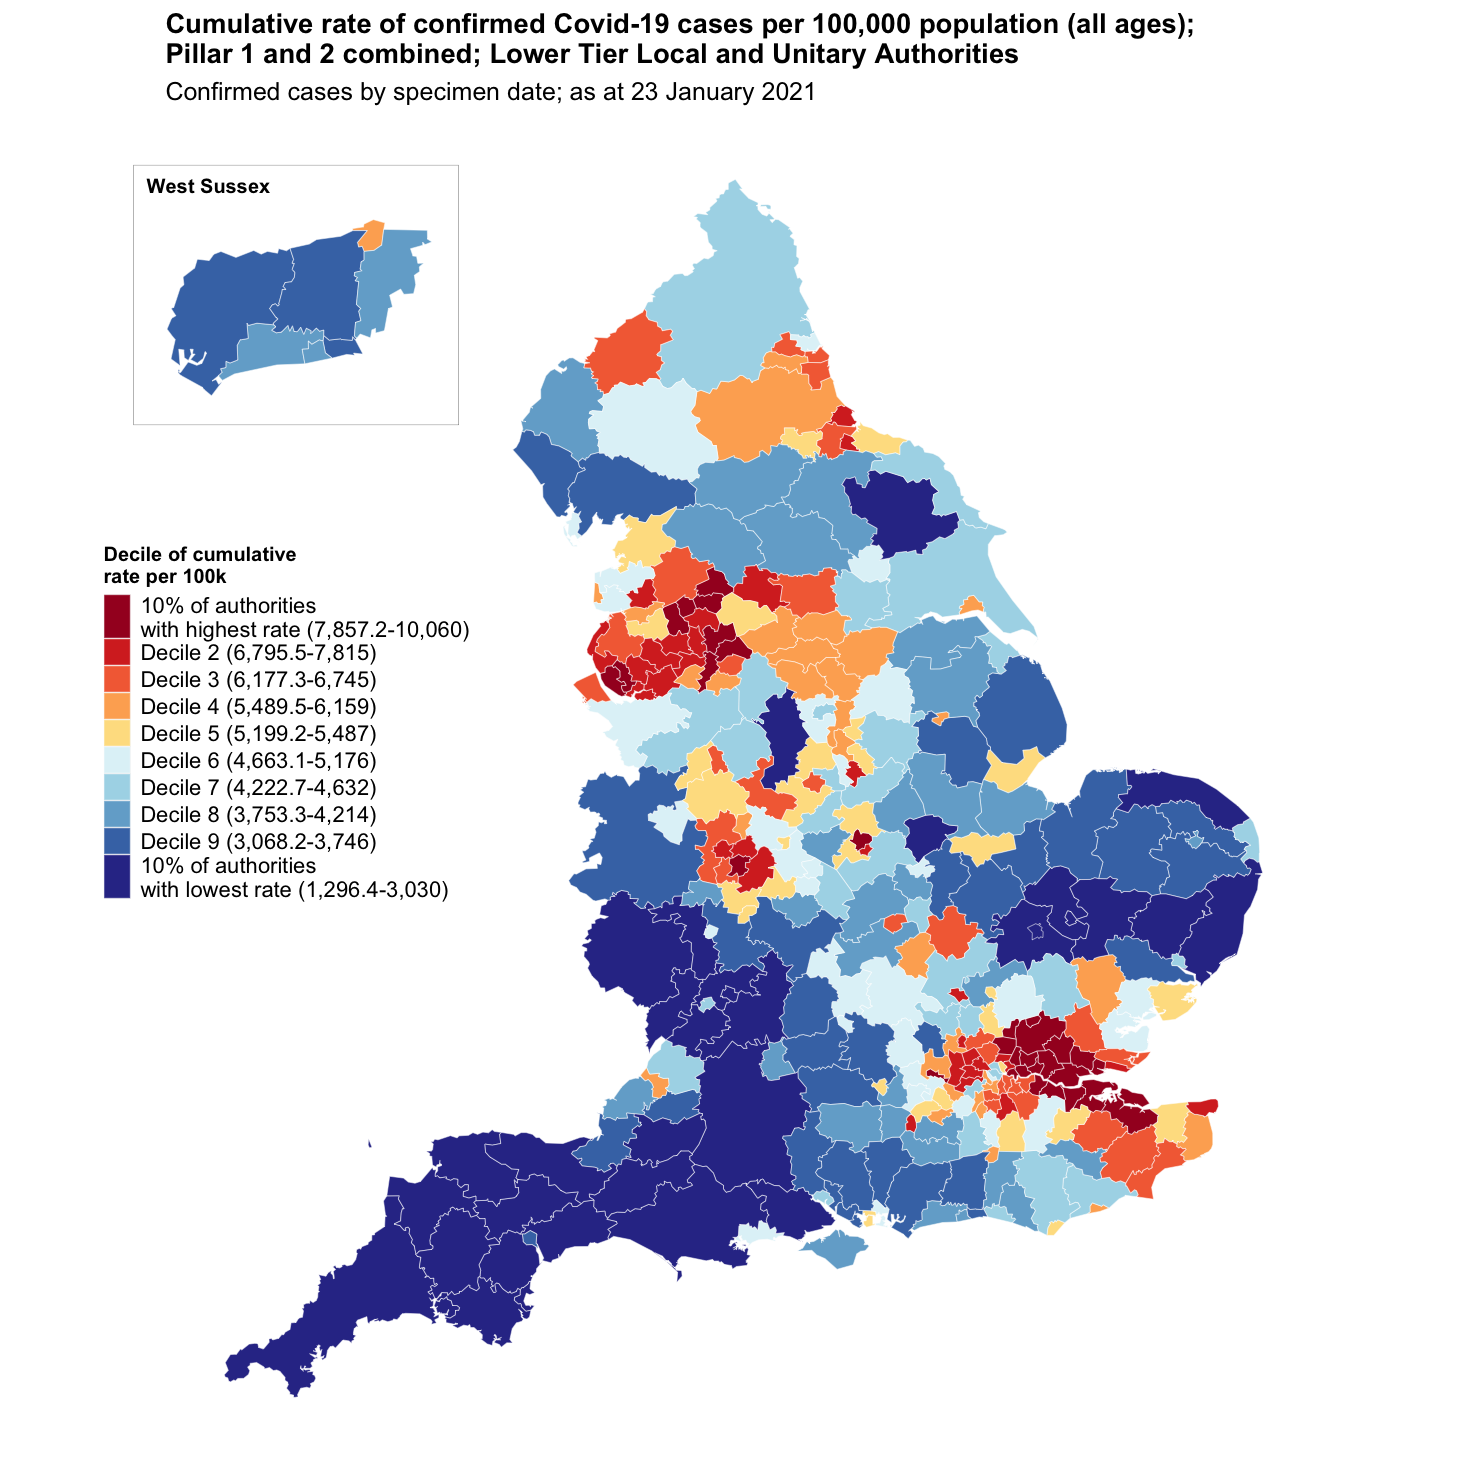 Cumulative rate of confirmed Covid-19 cases per 100,000 population (all ages);
Pillar 1 and 2 combined; Lower Tier Local and Unitary Authorities
Confirmed cases by specimen date; as at 23 January 2021
West Sussex
Decile of cumulative
rate per 100k
10% of authorities
with highest rate (7,857.2-10,060)
Decile 2 (6,795.5-7,815)
Decile 3 (6,177.3-6,745)
Decile 4 (5,489.5-6,159)
Decile 5 (5,199.2-5,487)
Decile 6 (4,663.1-5,176)
Decile 7 (4,222.7-4,632)
Decile 8 (3,753.3-4,214)
Decile 9 (3,068.2-3,746)
10% of authorities
with lowest rate (1,296.4-3,030)